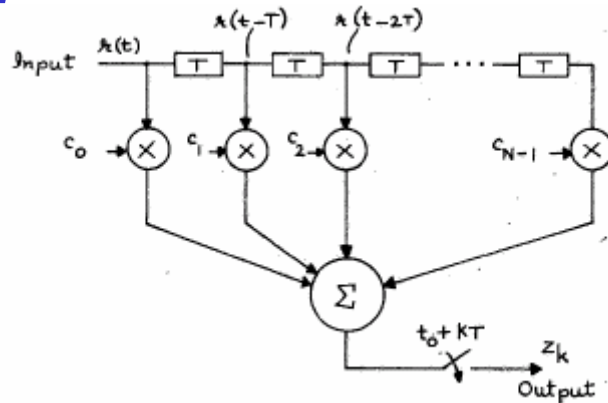 r(t-T) r(t-2T)
r(t)
Input T T T ... T
c0 × c1 × c2 × cN-1 ×
Σ
t0+KT
Zk
Output